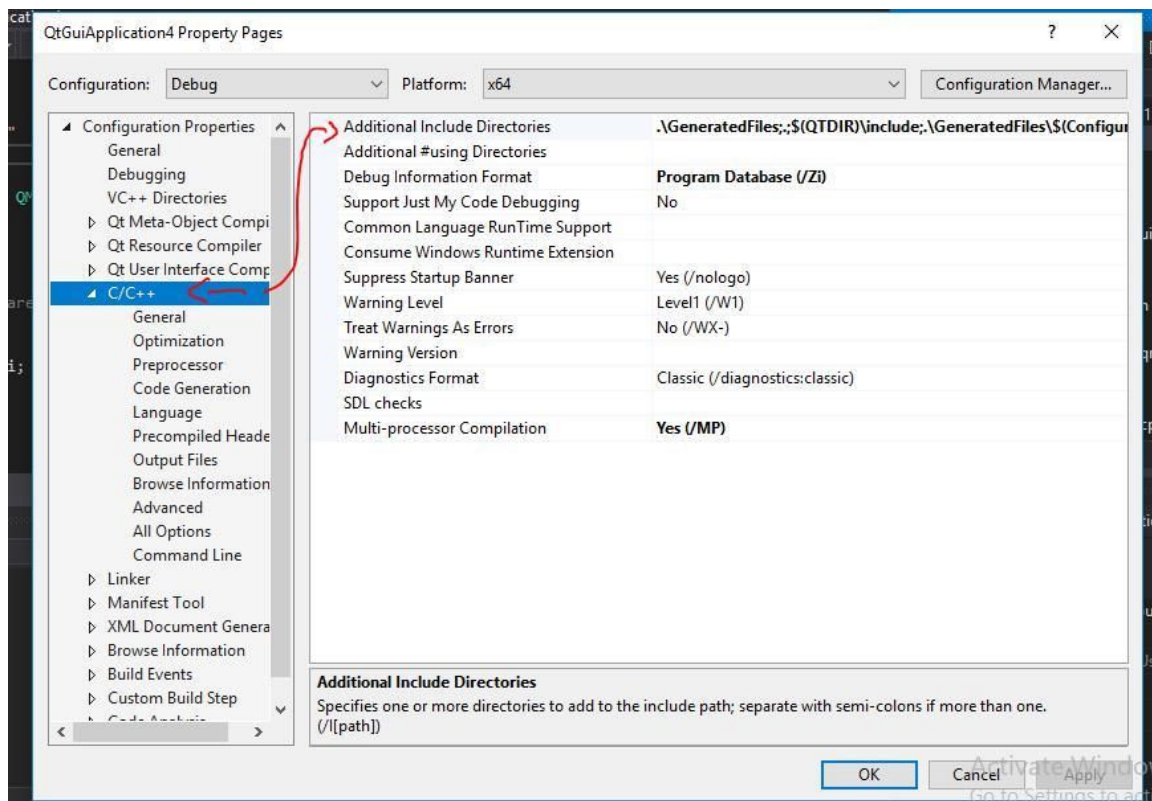 QtGuiApplication4 Property Pages
?
Configuration: Debug Platform: x64 Configuration Manager...
Configuration Properties
General
Debugging
VC++ Directories
Qt Meta-Object Compi
Qt Resource Compiler
Qt User Interface Comp
C/C++
General
Optimization
Preprocessor
Code Generation
Language
Precompiled Heade
Output Files
Browse Information
Advanced
All Options
Command Line
Linker
Manifest Tool
XML Document Genera
Browse Information
Build Events
Custom Build Step
Code Analysis
Additional Include Directories .\GeneratedFiles;.;$(QTDIR)\include;.\GeneratedFiles\$(Configur
Additional #using Directories
Debug Information Format Program Database (/Zi)
Support Just My Code Debugging No
Common Language RunTime Support
Consume Windows Runtime Extension
Suppress Startup Banner Yes (/nologo)
Warning Level Level1 (/W1)
Treat Warnings As Errors No (/WX-)
Warning Version
Diagnostics Format Classic (/diagnostics:classic)
SDL checks
Multi-processor Compilation Yes (/MP)
Additional Include Directories
Specifies one or more directories to add to the include path; separate with semi-colons if more than one.
(/I[path])
OK Cancel Apply
Activate Windo
Go to Settings to act